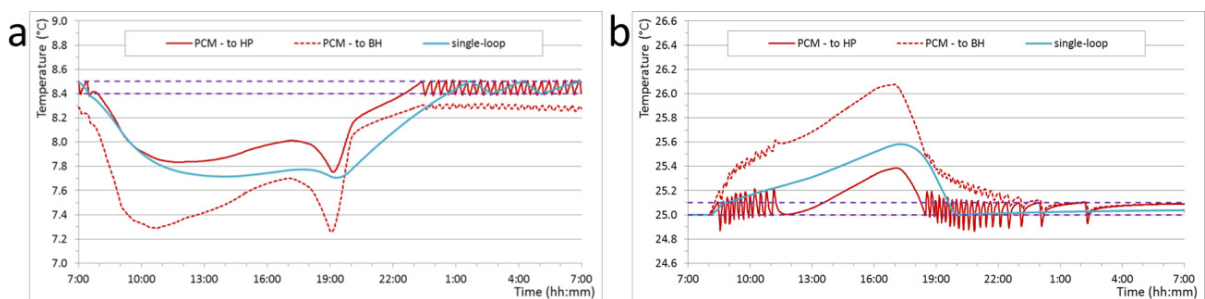 a
PCM - to HP PCM - to BH single-loop
Temperature (°C)
9.0
8.8
8.6
8.4
8.2
8.0
7.8
7.6
7.4
7.2
7.0
7:00 10:00 13:00 16:00 19:00 22:00 1:00 4:00 7:00
Time (hh:mm)
b
PCM - to HP PCM - to BH single-loop
Temperature (°C)
26.6
26.4
26.2
26.0
25.8
25.6
25.4
25.2
25.0
24.8
24.6
7:00 10:00 13:00 16:00 19:00 22:00 1:00 4:00 7:00
Time (hh:mm)